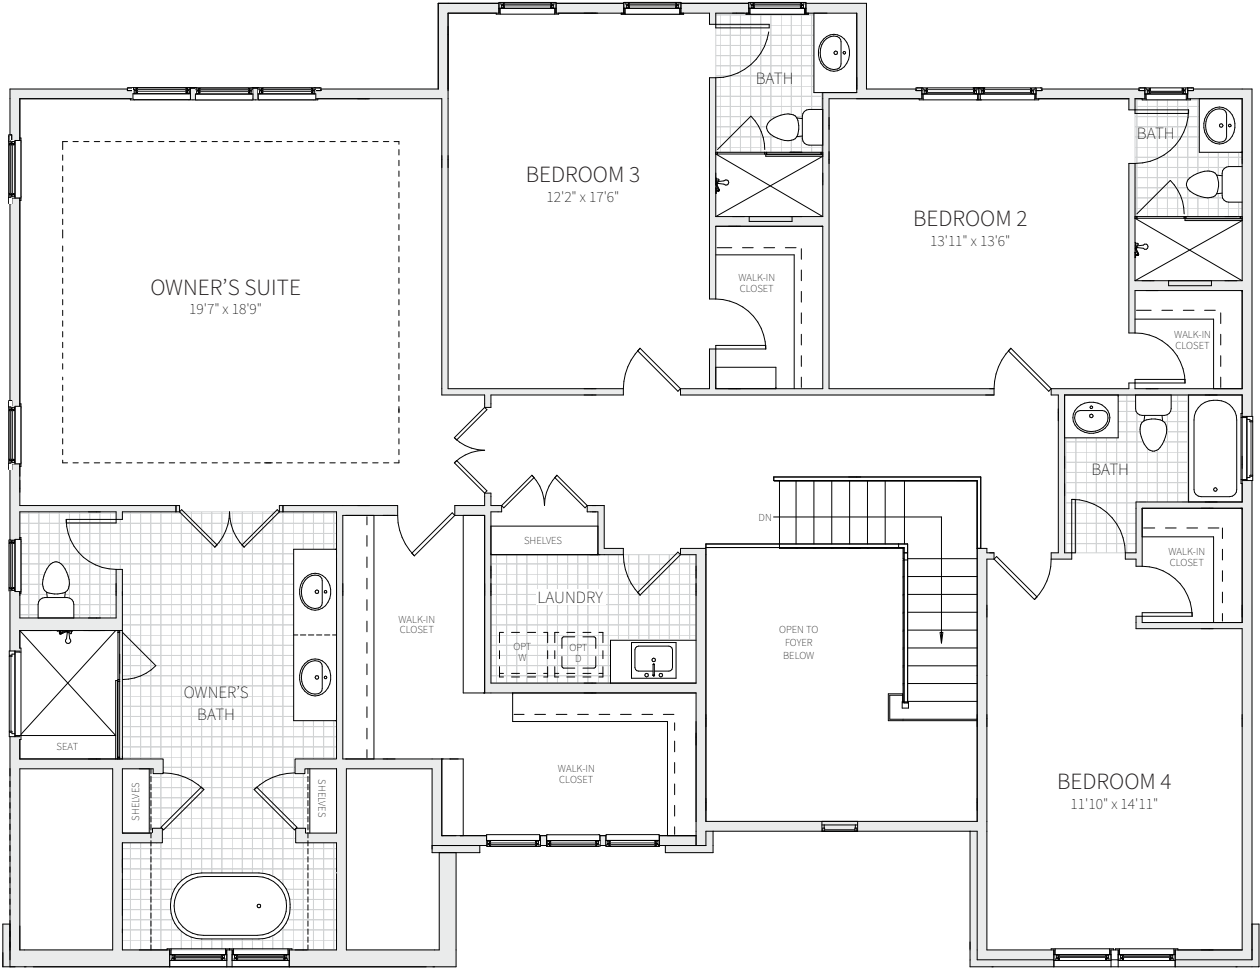 BATH
BATH
BEDROOM 3
12'2" x 17'6"
BEDROOM 2
13'11" x 13'6"
WALK-IN
CLOSET
OWNER’S SUITE
19'7" x 18'9"
WALK-IN
CLOSET
BATH
DN
SHELVES
WALK-IN
CLOSET
LAUNDRY
WALK-IN
CLOSET
OPT
W
OPT
D
OPEN TO
FOYER
BELOW
OWNER’S
BATH
SEAT
WALK-IN
CLOSET
BEDROOM 4
11'10" x 14'11"
SHELVES
SHELVES